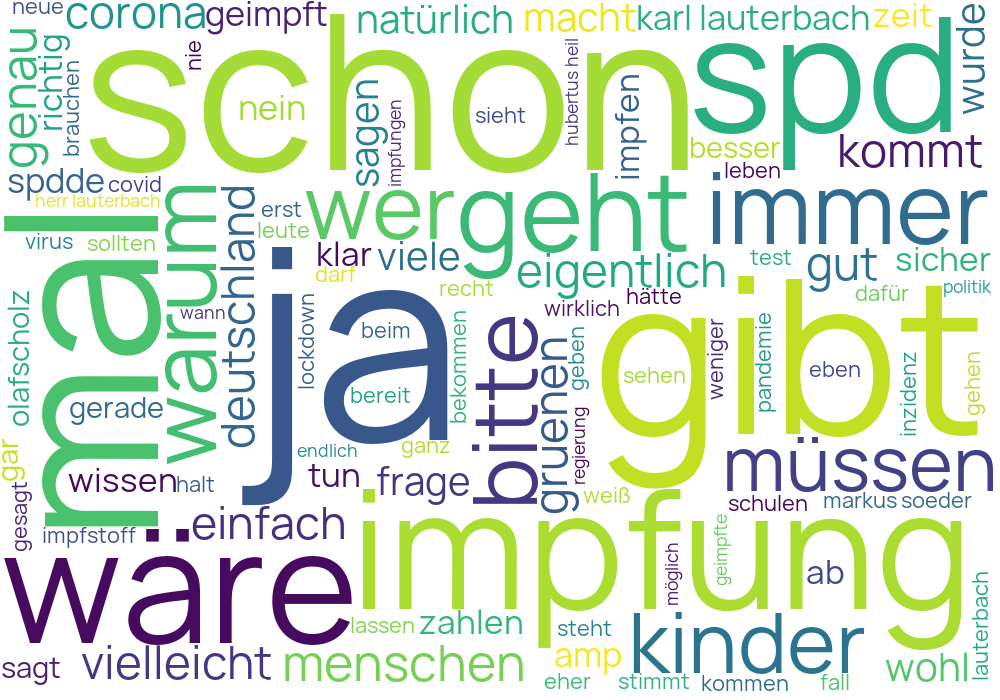 neue
corona
geimpft
natürlich
macht
karl lauterbach
zeit
genau
richtig
brauchen
schon
nie
nein
sagen
impfungen
sieht
hubertus heil
impfen
spd
wurde
besser
kommt
spdde
covid
herr lauterbach
leben
virus
sollten
mal
warum
wann
deutschland
erst
leute
wer
geht
immer
klar
viele
darf
recht
eigentlich
test
gut
sicher
dafür
politik
wirklich
hätte
olafscholz
gerade
ja
lockdown
beim
bereit
bekommen
bitte
gruenen
geben
regierung
gibt
sehen
weniger
pandemie
eben
inzidenz
gehen
endlich
ganz
gar
gesagt
wissen
halt
tun
frage
weiß
müssen
schulen
markus soeder
impfstoff
einfach
wäre
impfung
möglich
geimpfte
ab
lauterbach
lassen
zahlen
steht
kinder
amp
wohl
sagt
vielleicht
menschen
eher
stimmt
kommen
fall